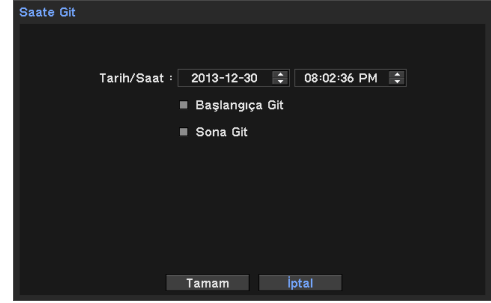 Saate Git
Tarih/Saat : 2013-12-30 08:02:36 PM
Başlangıça Git
Sona Git
Tamam İptal